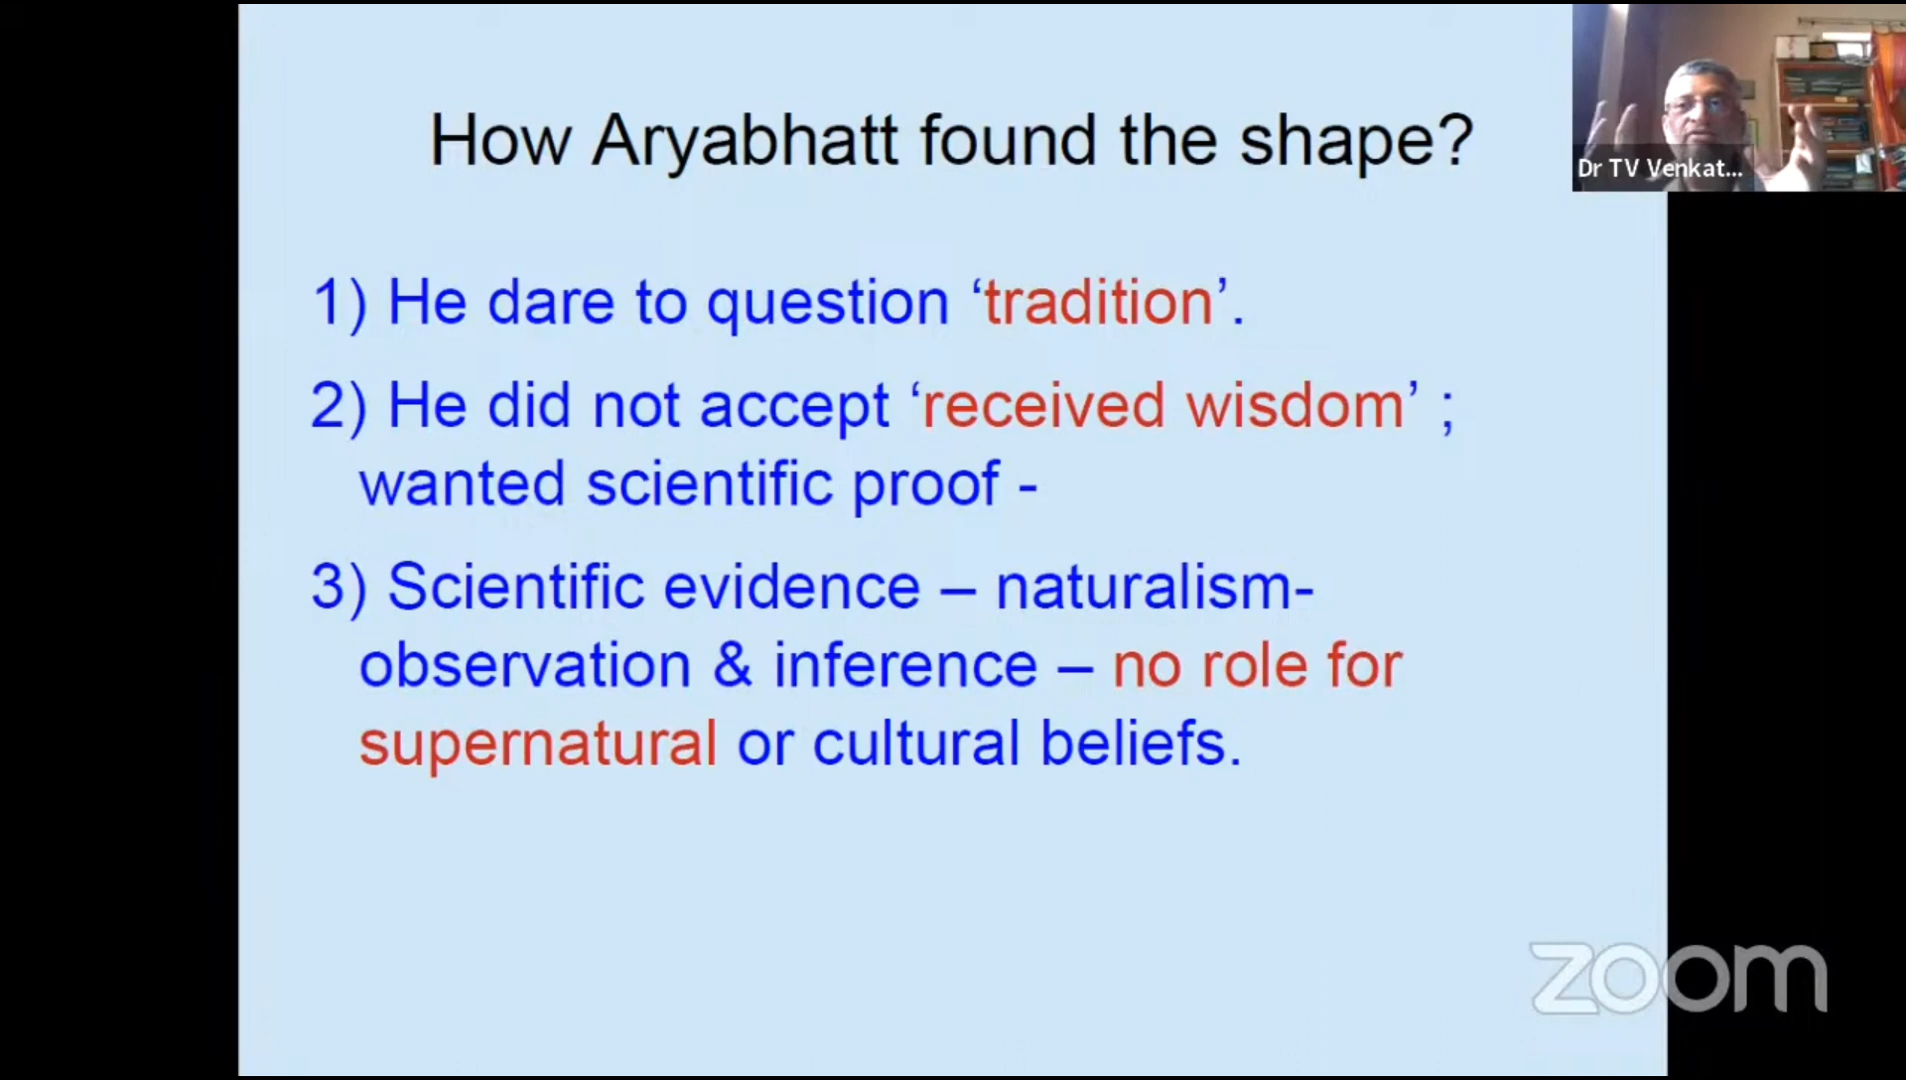 How Aryabhatt found the shape?
Dr TV Venkat...
1) He dare to question ‘tradition’.
2) He did not accept ‘received wisdom’ ;
wanted scientific proof -
3) Scientific evidence – naturalism-
observation & inference – no role for
supernatural or cultural beliefs.
zoom